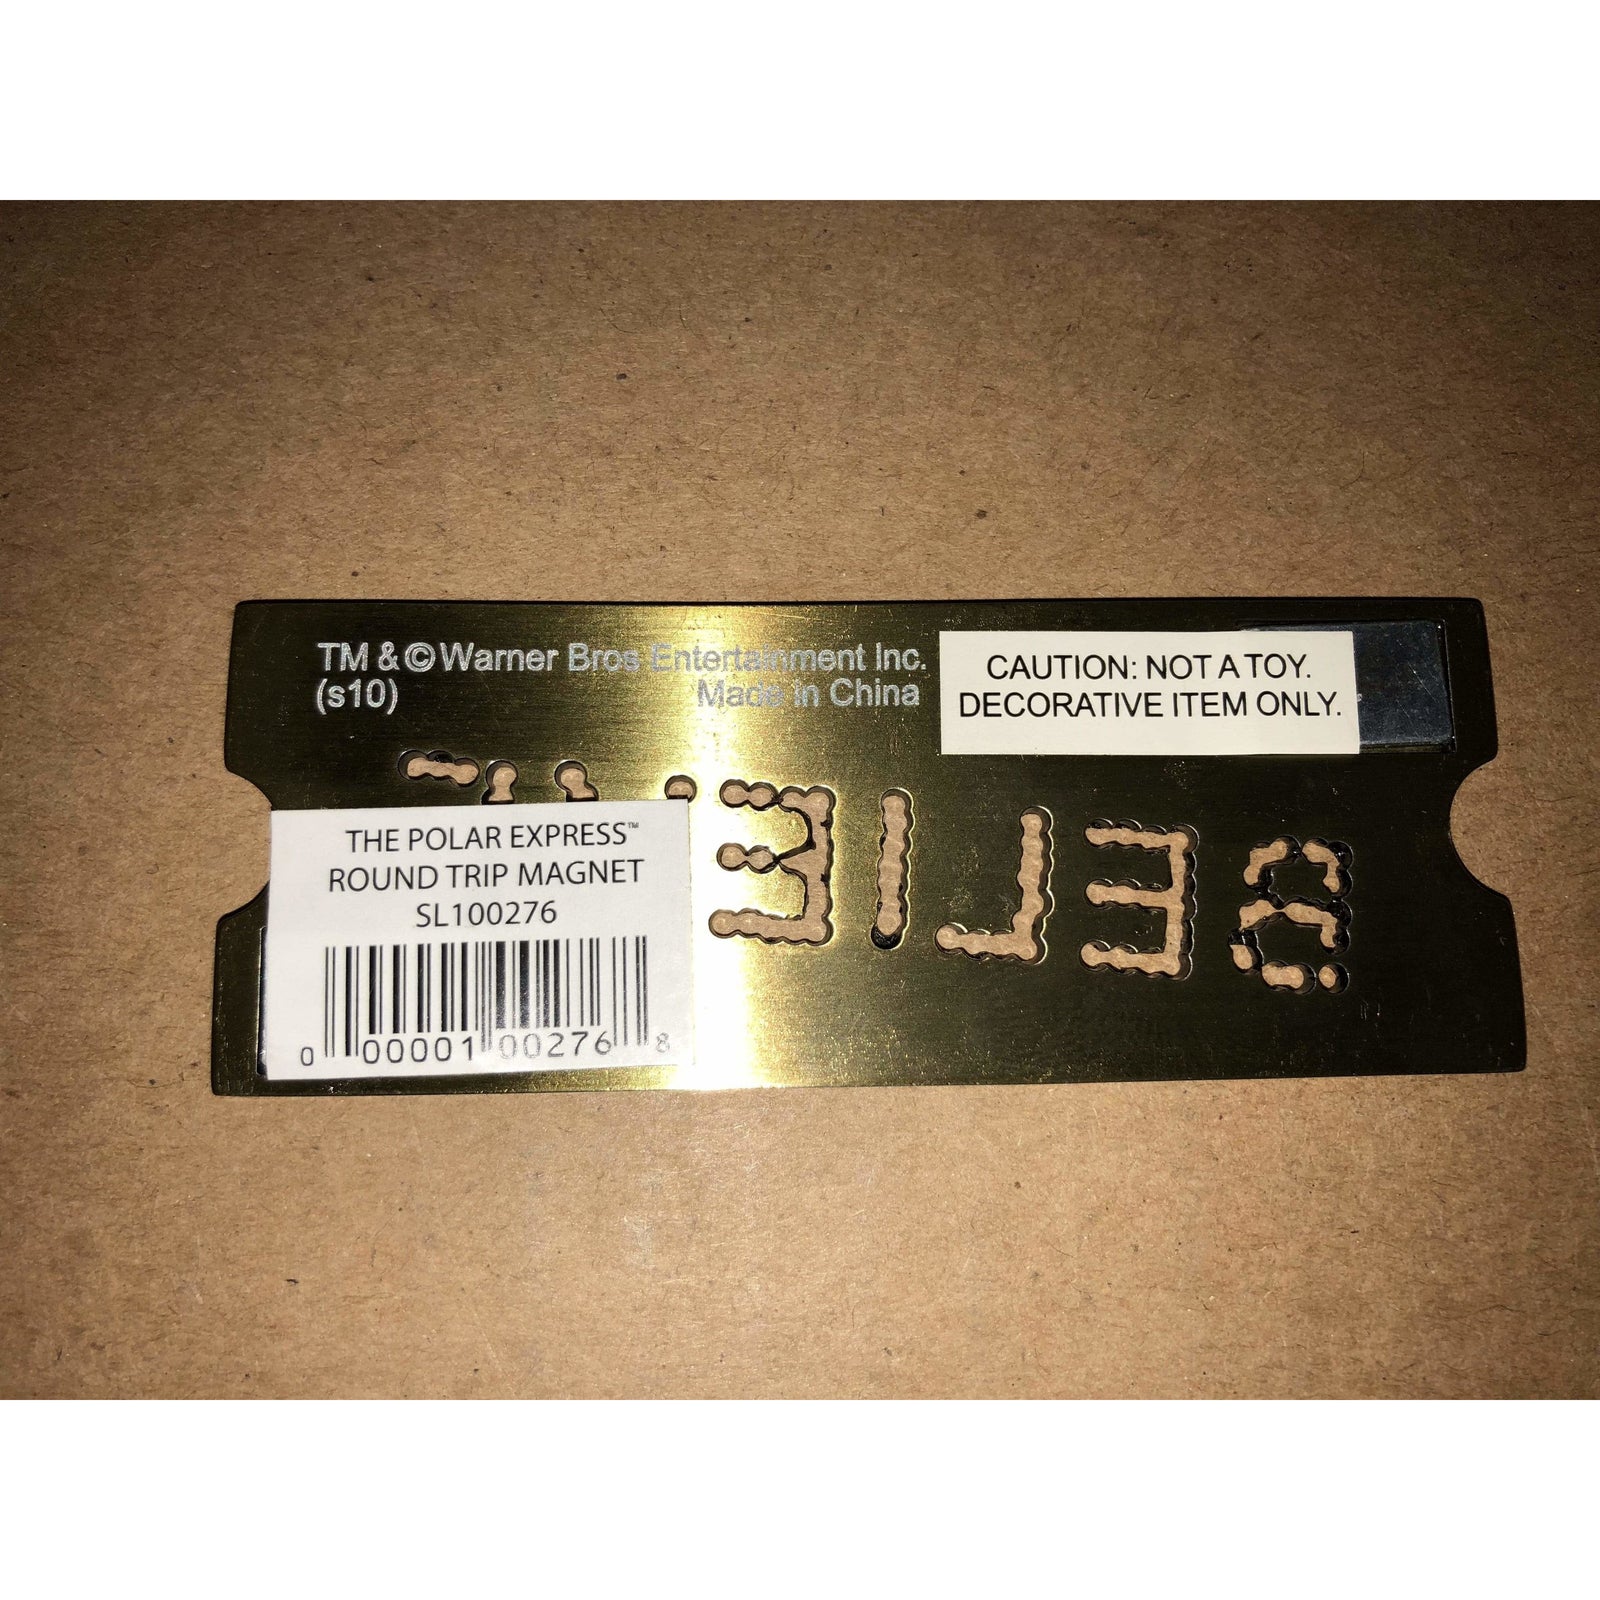 TM & © Warner Bros Entertainment Inc.
(s10) Made in China
CAUTION: NOT A TOY.
DECORATIVE ITEM ONLY.
THE POLAR EXPRESS™
ROUND TRIP MAGNET
SL100276
0 00001 00276 8